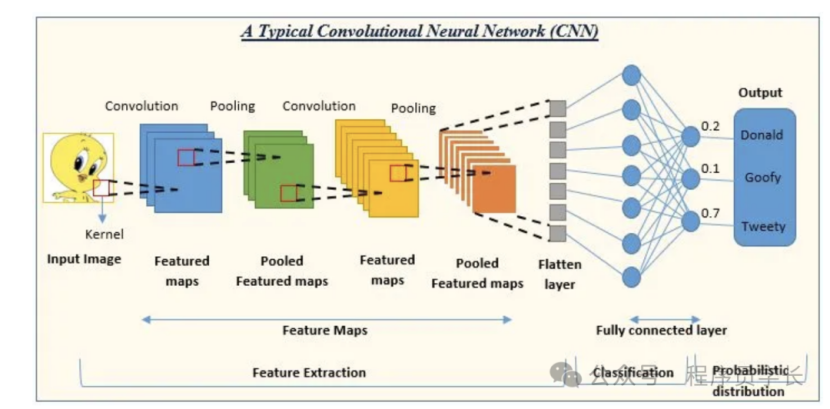 A Typical Convolutional Neural Network (CNN)
Convolution
Pooling
Convolution
Pooling
Output
0.2
Donald
0.1
Goofy
0.7
Tweety
Kernel
Input Image
Featured
maps
Pooled
Featured maps
Featured
maps
Pooled
Featured maps
Flatten
layer
Feature Maps
Fully connected layer
Feature Extraction
Classification
Probabilistic
distribution
公众号 程序员学长